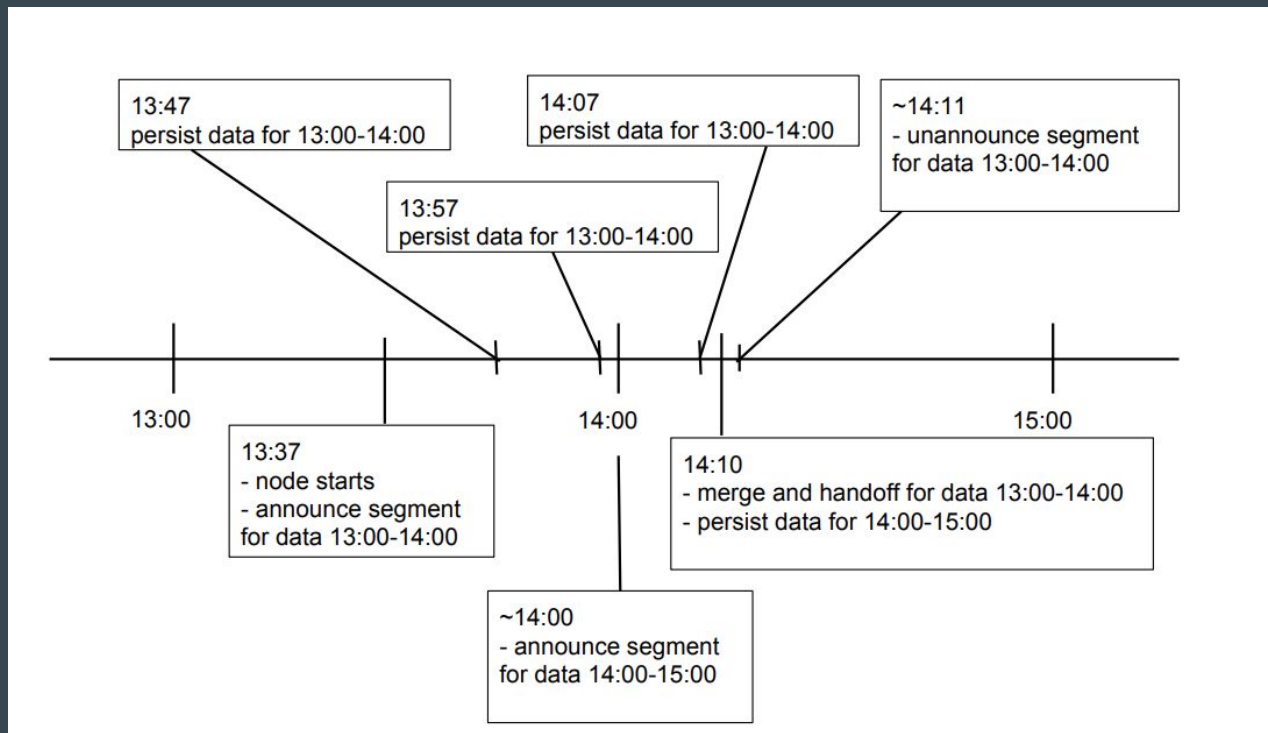 13:47
persist data for 13:00-14:00
14:07
persist data for 13:00-14:00
~14:11
- unannounce segment
for data 13:00-14:00
13:57
persist data for 13:00-14:00
13:00
14:00
15:00
13:37
- node starts
- announce segment
for data 13:00-14:00
14:10
- merge and handoff for data 13:00-14:00
- persist data for 14:00-15:00
~14:00
- announce segment
for data 14:00-15:00